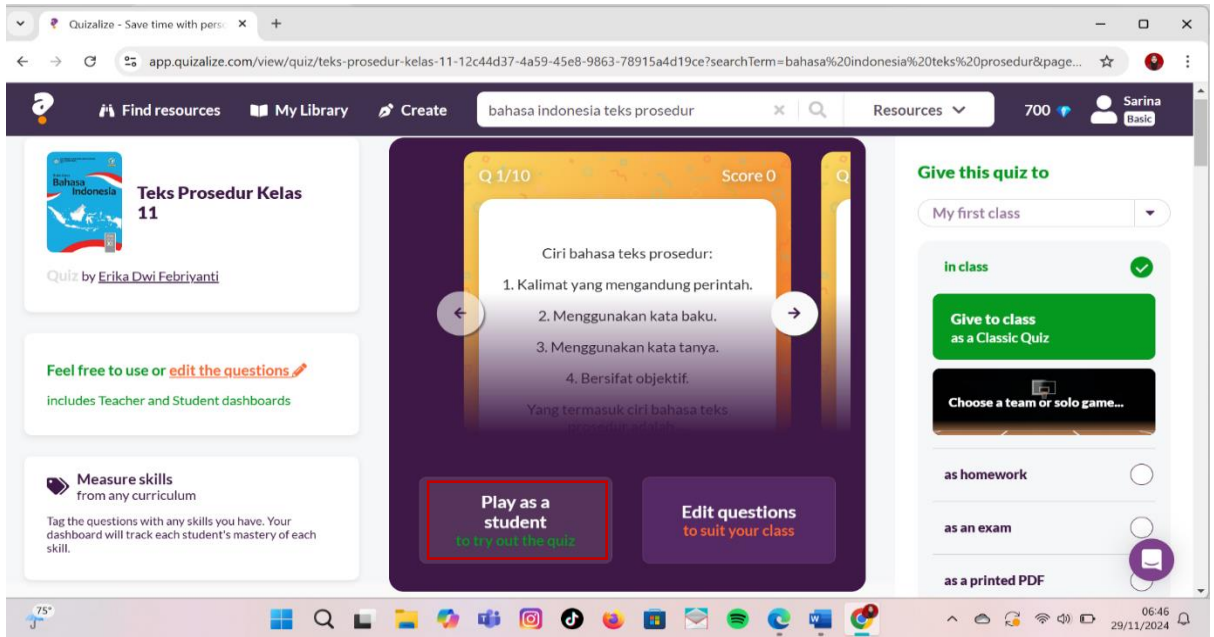 Quizalize - Save time with perso
app.quizalize.com/view/quiz/teks-prosedur-kelas-11-12c44d37-4a59-45e8-9863-78915a4d19ce?searchTerm=bahasa%20indonesia%20teks%20prosedur&page...
Find resources
My Library
Create
bahasa indonesia teks prosedur
Resources
700
Sarina
Basic
Bahasa
Indonesia
Teks Prosedur Kelas
11
Quiz by Erika Dwi Febriyanti
Feel free to use or edit the questions
includes Teacher and Student dashboards
Measure skills
from any curriculum
Tag the questions with any skills you have. Your
dashboard will track each student's mastery of each
skill.
Q 1/10
Score 0
Q
Ciri bahasa teks prosedur:
1. Kalimat yang mengandung perintah.
2. Menggunakan kata baku.
3. Menggunakan kata tanya.
4. Bersifat objektif.
Yang termasuk ciri bahasa teks
prosedur adalah
Play as a
student
to try out the quiz
Edit questions
to suit your class
Give this quiz to
My first class
in class
Give to class
as a Classic Quiz
Choose a team or solo game...
as homework
as an exam
as a printed PDF
75°
06:46
29/11/2024